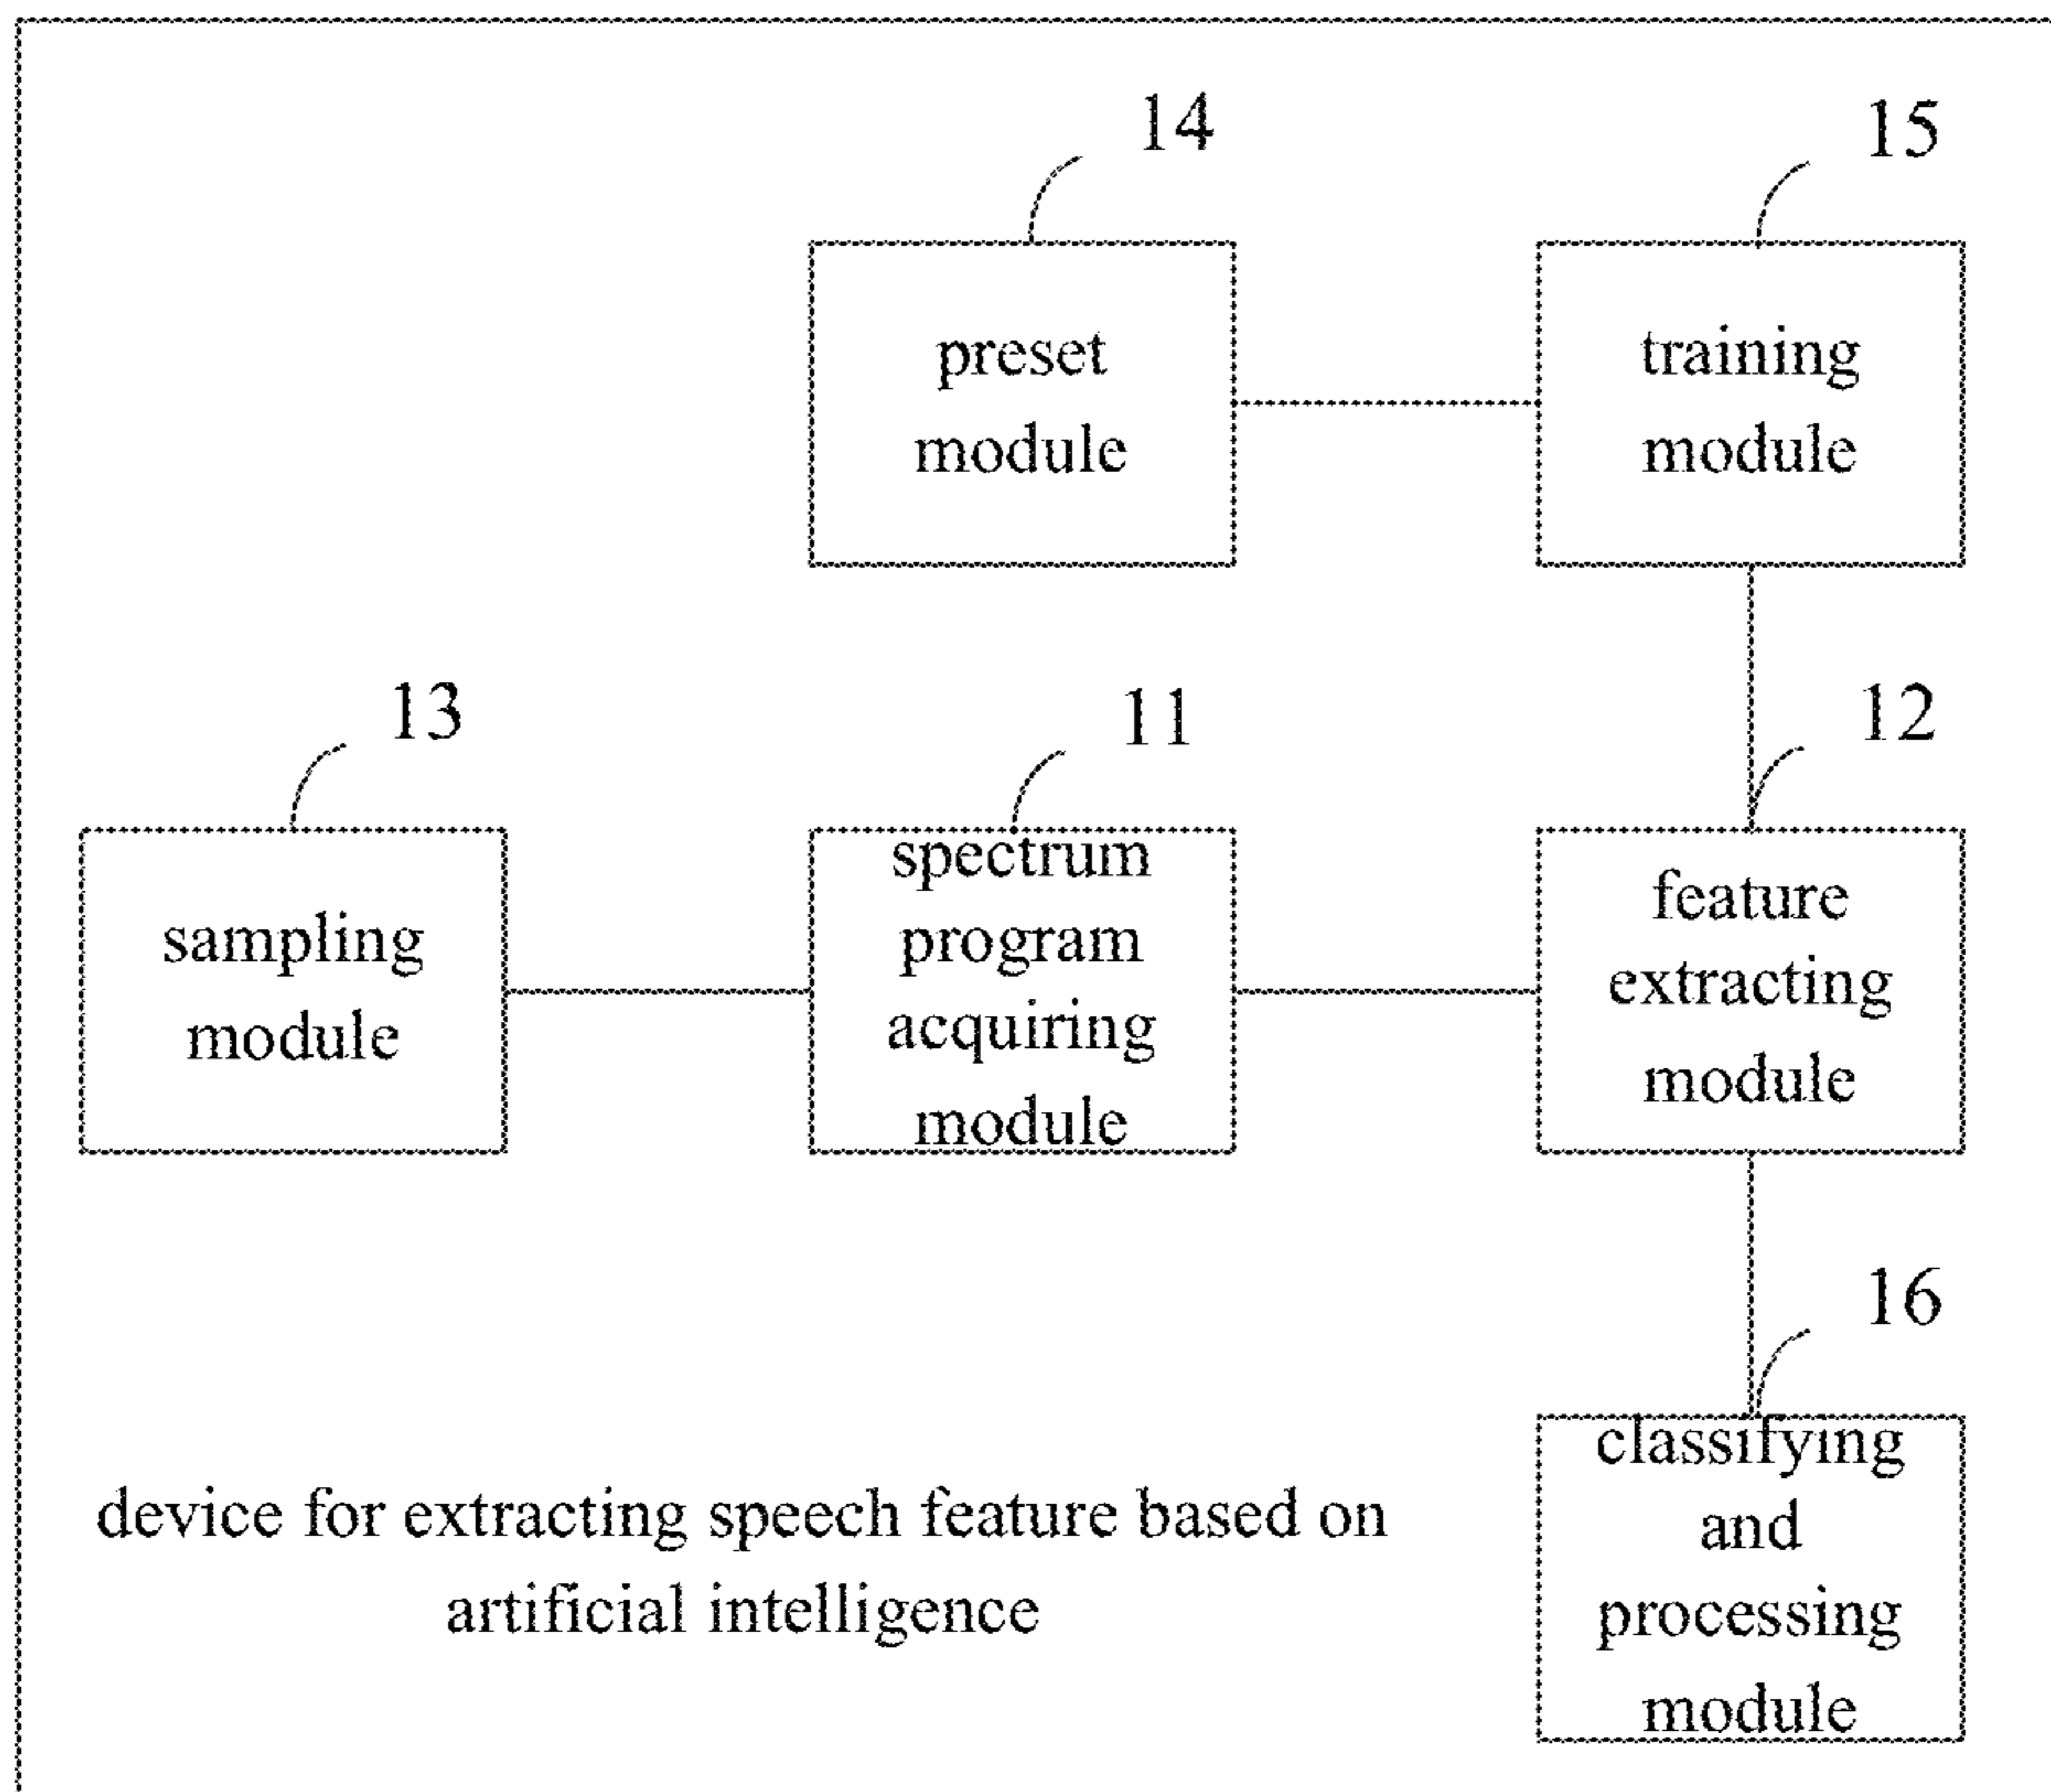 14
15
preset
module
training
module
13
11
12
sampling
module
spectrum
program
acquiring
module
feature
extracting
module
16
classifying
and
processing
module
device for extracting speech feature based on
artificial intelligence